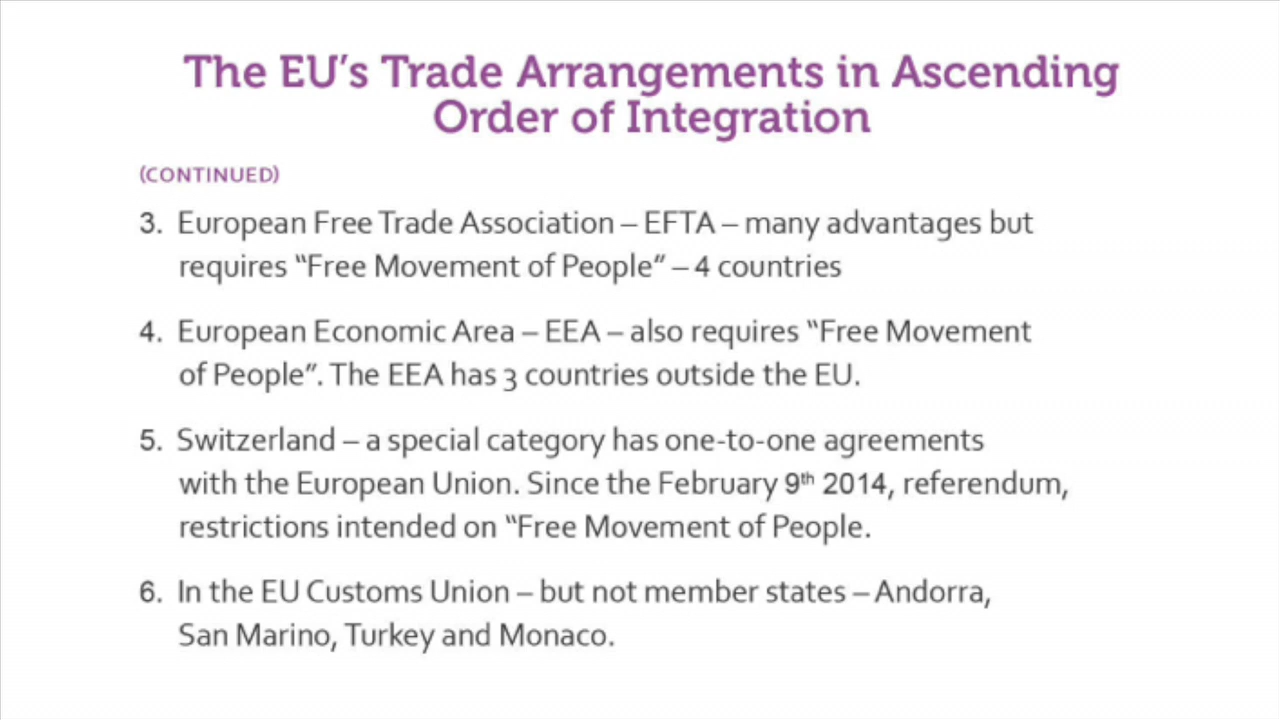 The EU’s Trade Arrangements in Ascending
Order of Integration
(CONTINUED)
3. European Free Trade Association – EFTA – many advantages but
requires “Free Movement of People” – 4 countries
4. European Economic Area – EEA – also requires “Free Movement
of People”. The EEA has 3 countries outside the EU.
5. Switzerland – a special category has one-to-one agreements
with the European Union. Since the February 9th 2014, referendum,
restrictions intended on “Free Movement of People.
6. In the EU Customs Union – but not member states – Andorra,
San Marino, Turkey and Monaco.